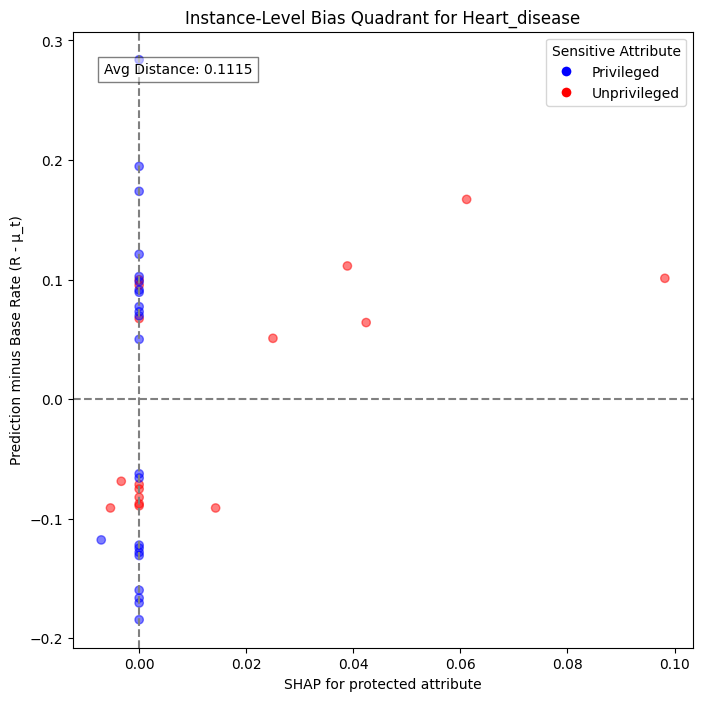 Instance-Level Bias Quadrant for Heart_disease
0.3
Avg Distance: 0.1115
Sensitive Attribute
Privileged
Unprivileged
0.2
0.1
0.0
−0.1
−0.2
Prediction minus Base Rate (R - μ_t)
0.00
0.02
0.04
0.06
0.08
0.10
SHAP for protected attribute